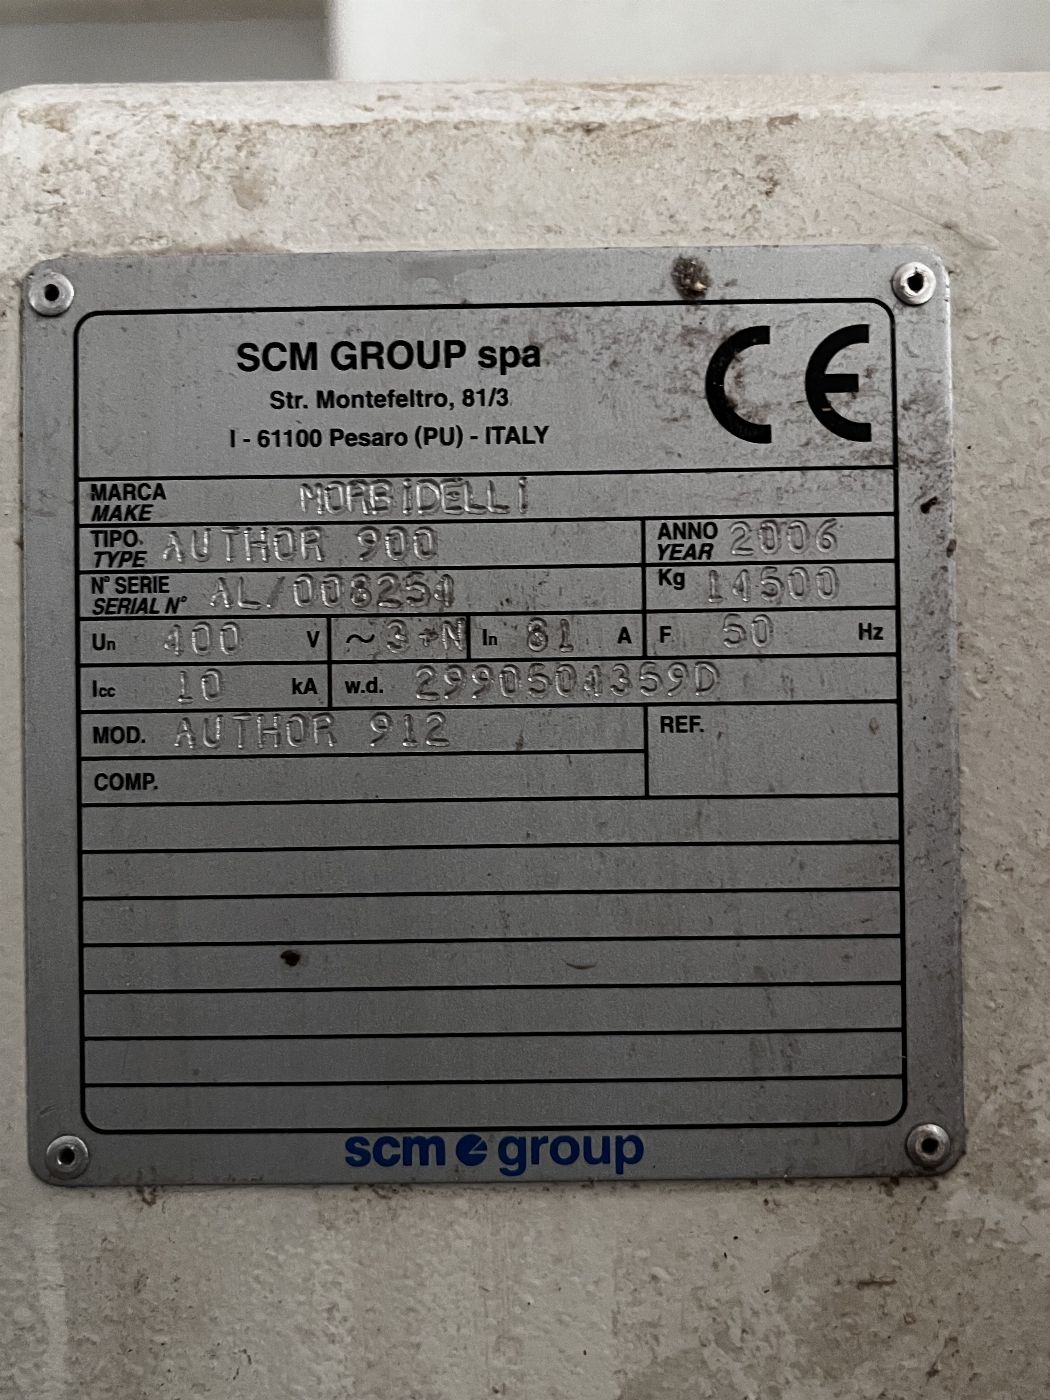 SCM GROUP spa
Str. Montefeltro, 81/3
I - 61100 Pesaro (PU) - ITALY
CE
MARCA
MAKE MORBiDELLi
TIPO
TYPE AUTHOR 900
ANNO
YEAR 2006
N° SERIE
SERIAL N° AL/008254
Kg 14500
Un 400 V ~ 3+N In 81 A F 50 Hz
Icc 10 kA w.d. 2990504359D
MOD. AUTHOR 912 REF.
COMP.
scm group